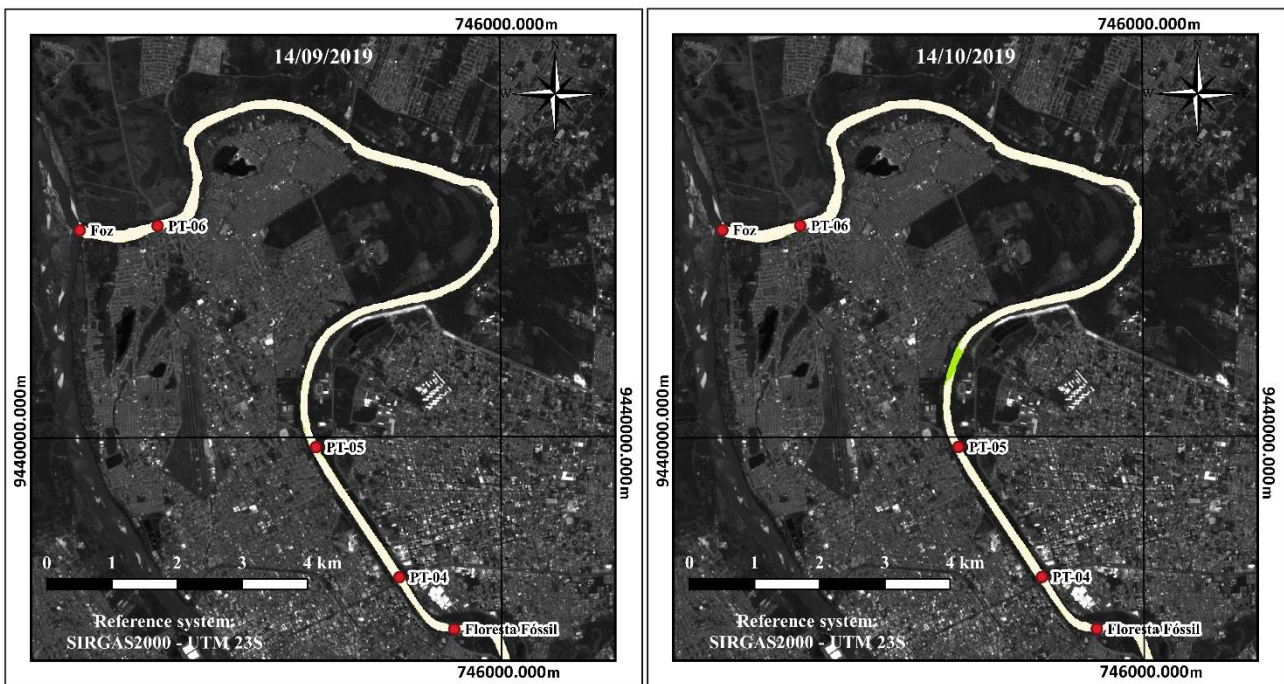 746000.000m
14/09/2019
N
W
E
S
Foz
PT-06
9440000.000m
9440000.000m
PT-05
0 1 2 3 4 km
PT-04
Reference system:
SIRGAS2000 - UTM 23S
Floresta Fóssil
746000.000m
746000.000m
14/10/2019
N
W
E
S
Foz
PT-06
9440000.000m
9440000.000m
PT-05
0 1 2 3 4 km
PT-04
Reference system:
SIRGAS2000 - UTM 23S
Floresta Fóssil
746000.000m